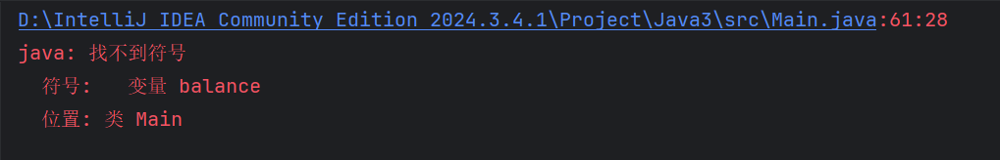 D:\IntelliJ IDEA Community Edition 2024.3.4.1\Project\Java3\src\Main.java:61:28
java: 找不到符号
  符号:   变量 balance
  位置: 类 Main